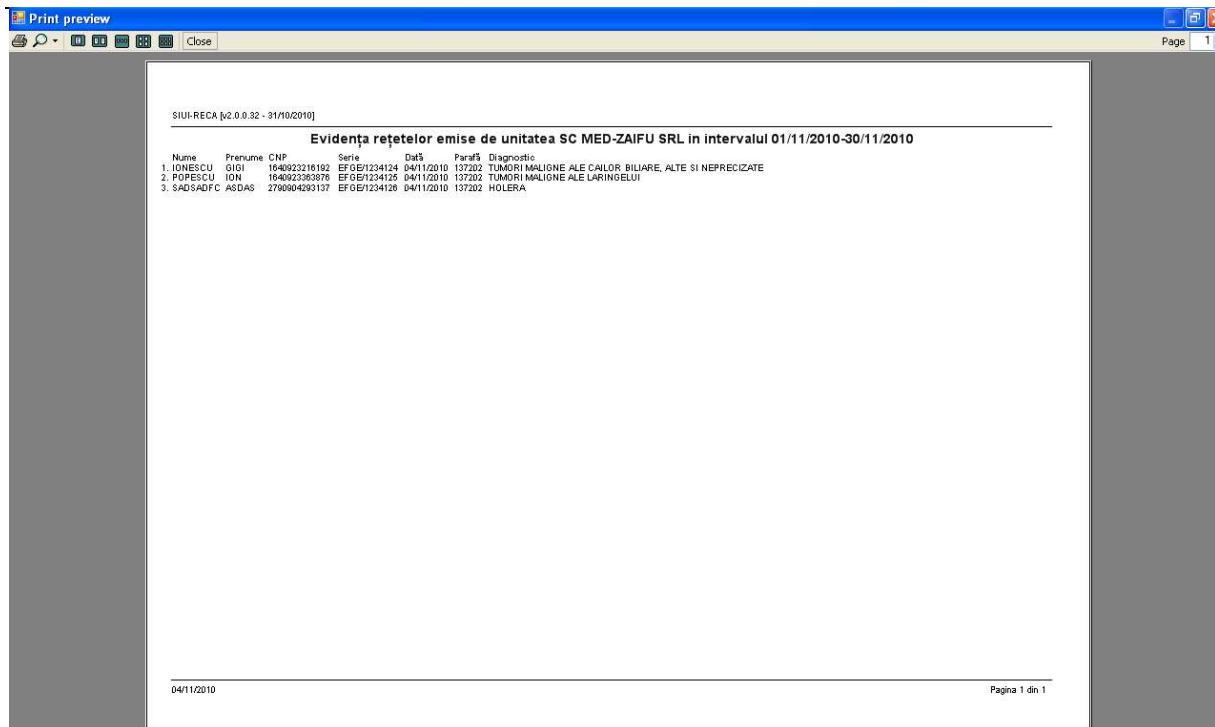 Print preview
Close Page 1
SIUI-RECA [v2.0.0.32 - 31/10/2010]
Evidența rețetelor emise de unitatea SC MED-ZAIFU SRL in intervalul 01/11/2010-30/11/2010
Nume Prenume CNP Serie Dată Parafă Diagnostic
1. IONESCU GIGI 1640923216192 EFGE/1234124 04/11/2010 137202 TUMORI MALIGNE ALE CAILOR BILIARE, ALTE SI NEPRECIZATE
2. POPESCU ION 1640923363876 EFGE/1234125 04/11/2010 137202 TUMORI MALIGNE ALE LARINGELUI
3. SADSADFC ASDAS 2790904293137 EFGE/1234126 04/11/2010 137202 HOLERA
04/11/2010 Pagina 1 din 1